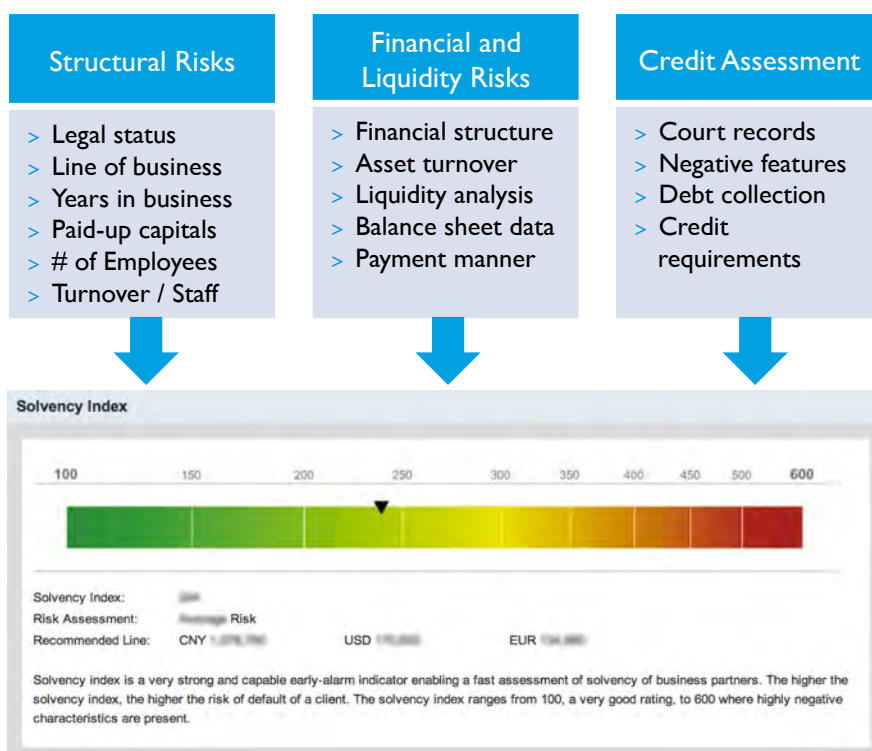 Structural Risks
> Legal status
> Line of business
> Years in business
> Paid-up capitals
> # of Employees
> Turnover / Staff
Financial and
Liquidity Risks
> Financial structure
> Asset turnover
> Liquidity analysis
> Balance sheet data
> Payment manner
Credit Assessment
> Court records
> Negative features
> Debt collection
> Credit
requirements
Solvency Index
100 150 200 250 300 350 400 450 500 600
Solvency Index:
Risk Assessment: Risk
Recommended Line: CNY USD EUR
Solvency index is a very strong and capable early-alarm indicator enabling a fast assessment of solvency of business partners. The higher the
solvency index, the higher the risk of default of a client. The solvency index ranges from 100, a very good rating, to 600 where highly negative
characteristics are present.